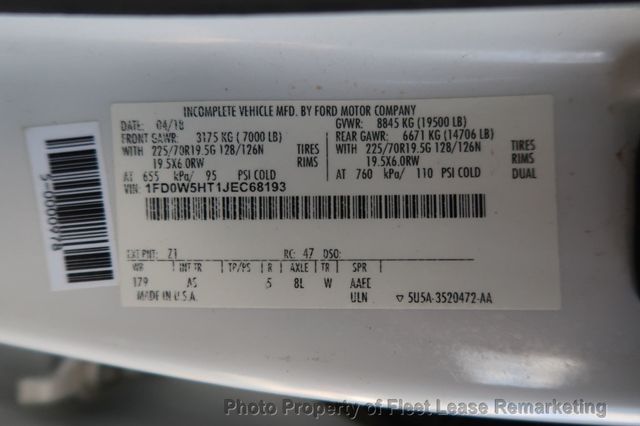 INCOMPLETE VEHICLE MFD. BY FORD MOTOR COMPANY
DATE: 04/18 GVWR: 8845 KG (19500 LB)
FRONT GAWR: 3175 KG (7000 LB) REAR GAWR: 6671 KG (14706 LB)
WITH 225/70R19.5G 128/126N TIRES WITH 225/70R19.5G 128/126N TIRES
19.5X6.0RW RIMS 19.5X6.0RW RIMS
AT 655 kPa/ 95 PSI COLD AT 760 kPa/ 110 PSI COLD DUAL
VIN: 1FD0W5HT1JEC68193
EXT PNT: Z1 RC: 47 DSO:
WB INT TR TP/PS R AXLE TR SPR
179 AS 5 8L W AAFE
MADE IN U.S.A. ULN ▽ 5U5A-3520472-AA
Photo Property of Fleet Lease Remarketing